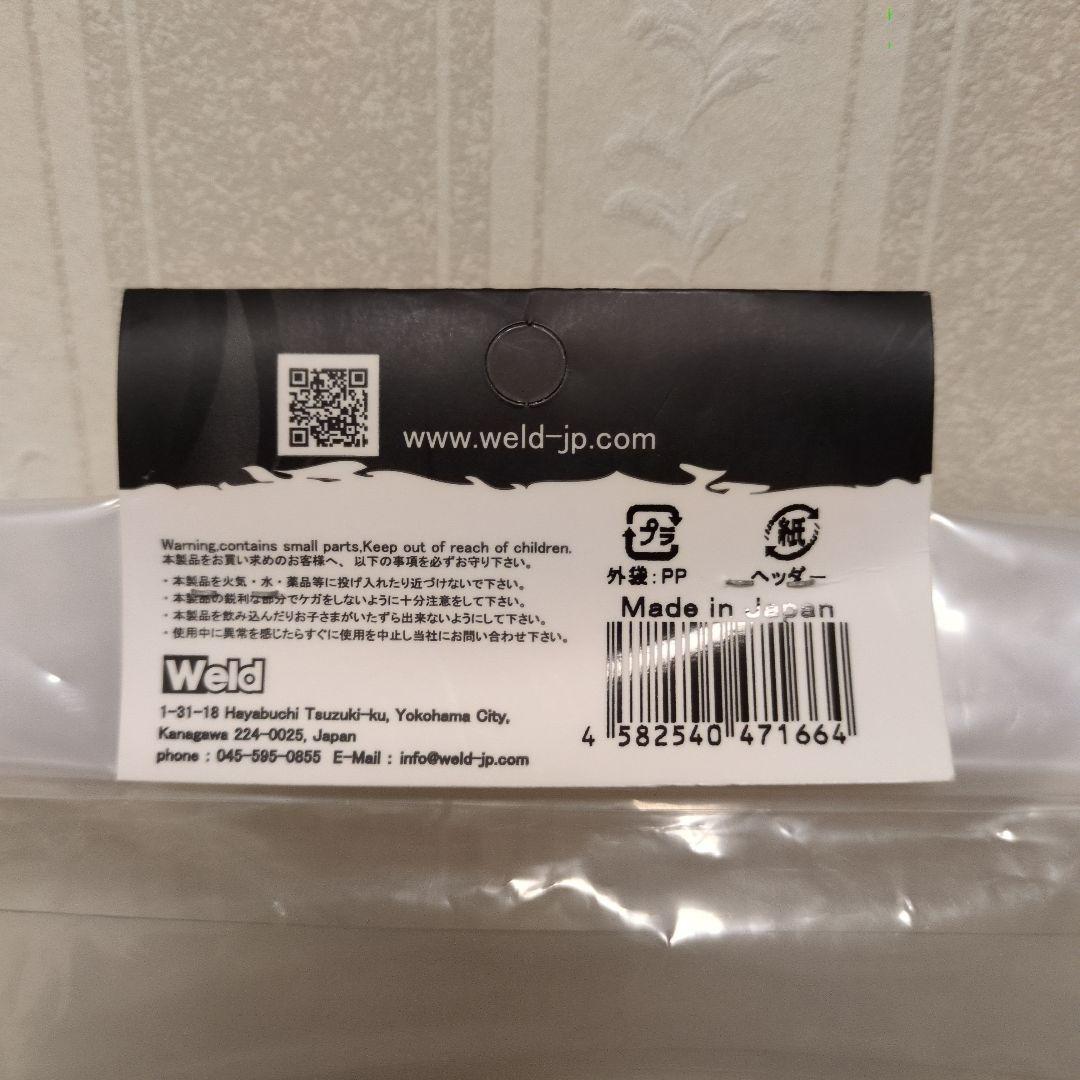 www.weld-jp.com
Warning,contains small parts,Keep out of reach of children.
本製品をお買い求めのお客様へ、以下の事項を必ずお守り下さい。
・本製品を火気・水・薬品等に投げ入れたり近づけないで下さい。
・本製品の鋭利な部分でケガをしないように十分注意をして下さい。
・本製品を飲み込んだりお子さまがいたずら出来ないようにして下さい。
・使用中に異常を感じたらすぐに使用を中止し当社にお問い合わせ下さい。
Weld
1-31-18 Hayabuchi Tsuzuki-ku, Yokohama City,
Kanagawa 224-0025, Japan
phone : 045-595-0855 E-Mail : info@weld-jp.com
プラ 紙
外袋:PP ヘッダー
Made in Japan
4 582540 471664